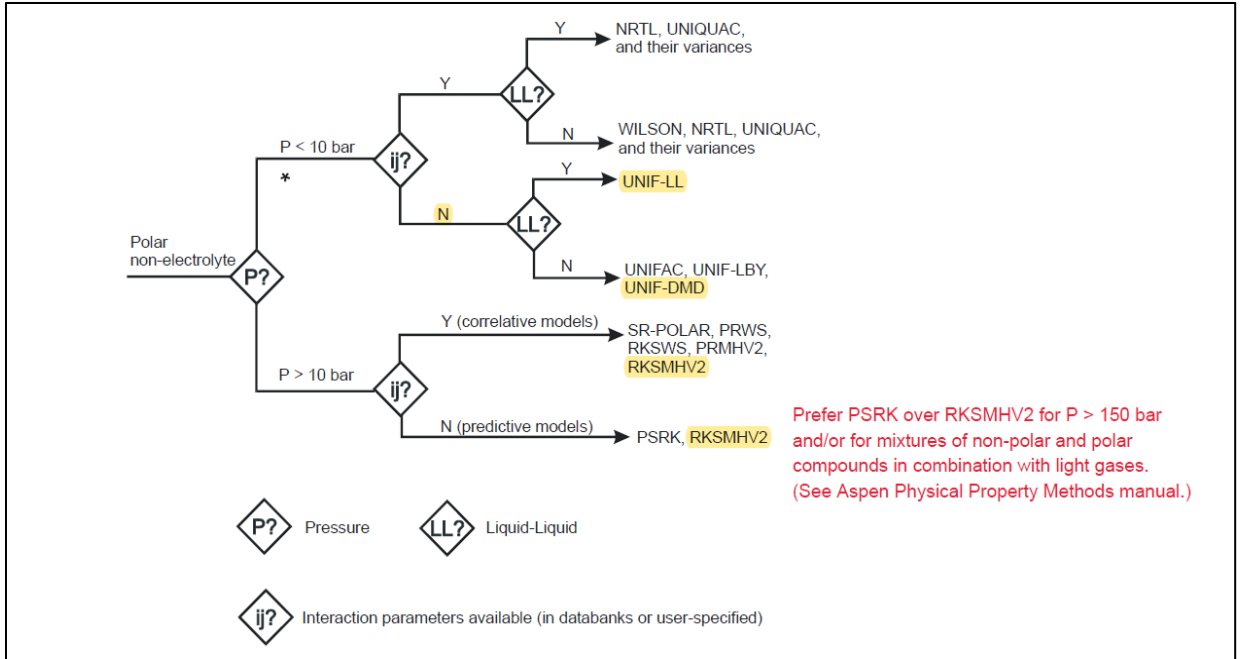 Y
NRTL, UNIQUAC,
and their variances
Y
LL?
N
WILSON, NRTL, UNIQUAC,
and their variances
P < 10 bar
*
ij?
Y
UNIF-LL
N
LL?
Polar
non-electrolyte
P?
N
UNIFAC, UNIF-LBY,
UNIF-DMD
Y (correlative models)
SR-POLAR, PRWS,
RKSWS, PRMHV2,
RKSMHV2
P > 10 bar
ij?
N (predictive models)
PSRK, RKSMHV2
Prefer PSRK over RKSMHV2 for P > 150 bar
and/or for mixtures of non-polar and polar
compounds in combination with light gases.
(See Aspen Physical Property Methods manual.)
P? Pressure
LL? Liquid-Liquid
ij? Interaction parameters available (in databanks or user-specified)